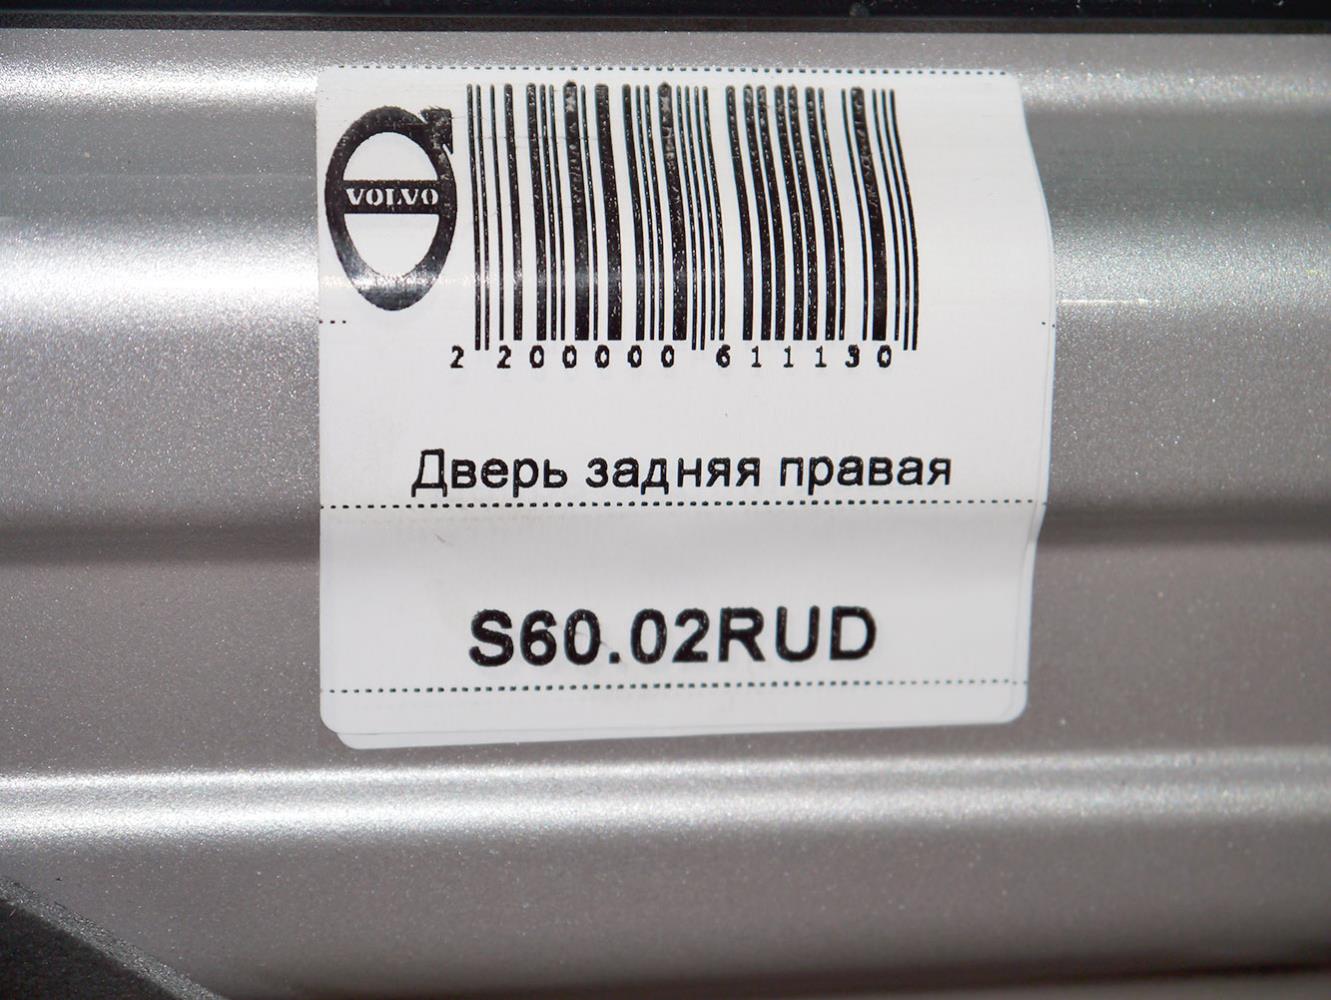 VOLVO
2 200000 611130
Дверь задняя правая
S60.02RUD